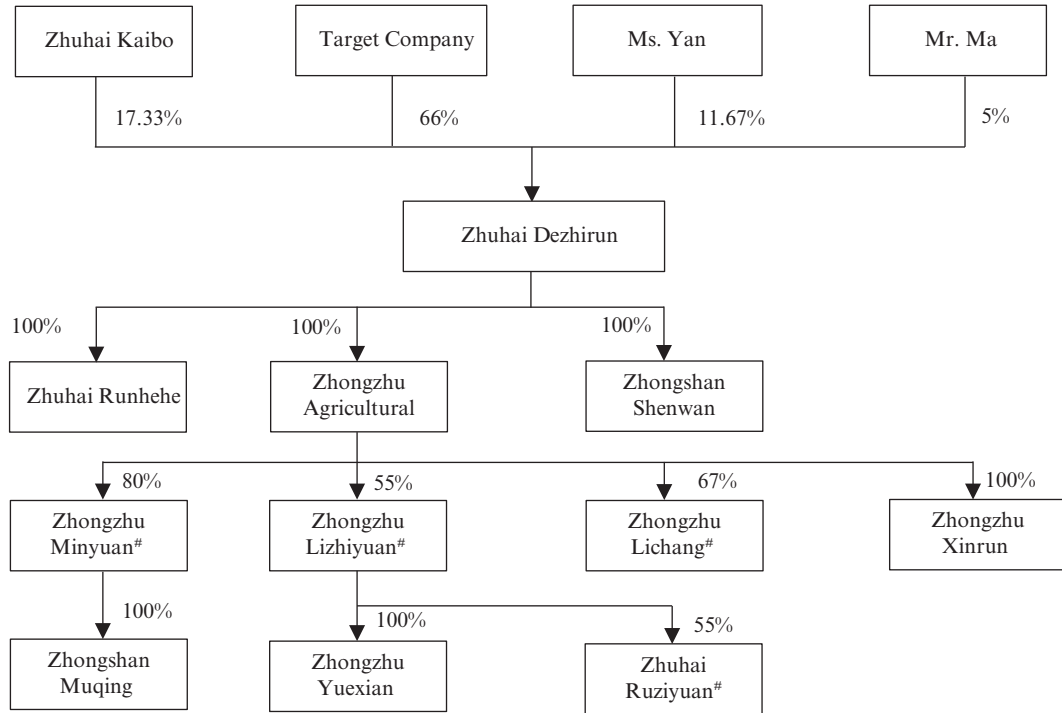 Zhuhai Kaibo
Target Company
Ms. Yan
Mr. Ma
17.33%
66%
11.67%
5%
Zhuhai Dezhirun
100%
100%
100%
Zhuhai Runhehe
Zhongzhu
Agricultural
Zhongshan
Shenwan
80%
55%
67%
100%
Zhongzhu
Minyuan#
Zhongzhu
Lizhiyuan#
Zhongzhu
Lichang#
Zhongzhu
Xinrun
100%
100%
55%
Zhongshan
Muqing
Zhongzhu
Yuexian
Zhuhai
Ruziyuan#